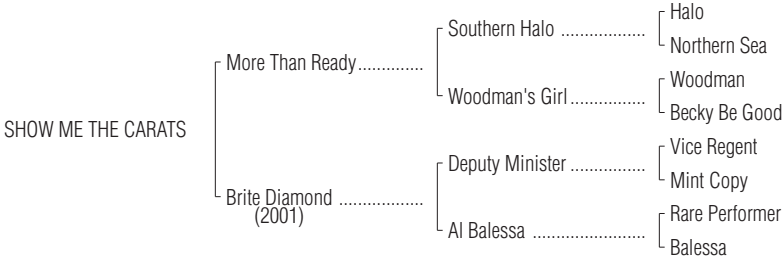 Halo
Southern Halo ...................
Northern Sea
More Than Ready..............
Woodman
Woodman's Girl ................
Becky Be Good
SHOW ME THE CARATS
Vice Regent
Deputy Minister ................
Mint Copy
Brite Diamond ..................
(2001)
Rare Performer
Al Balessa ........................
Balessa